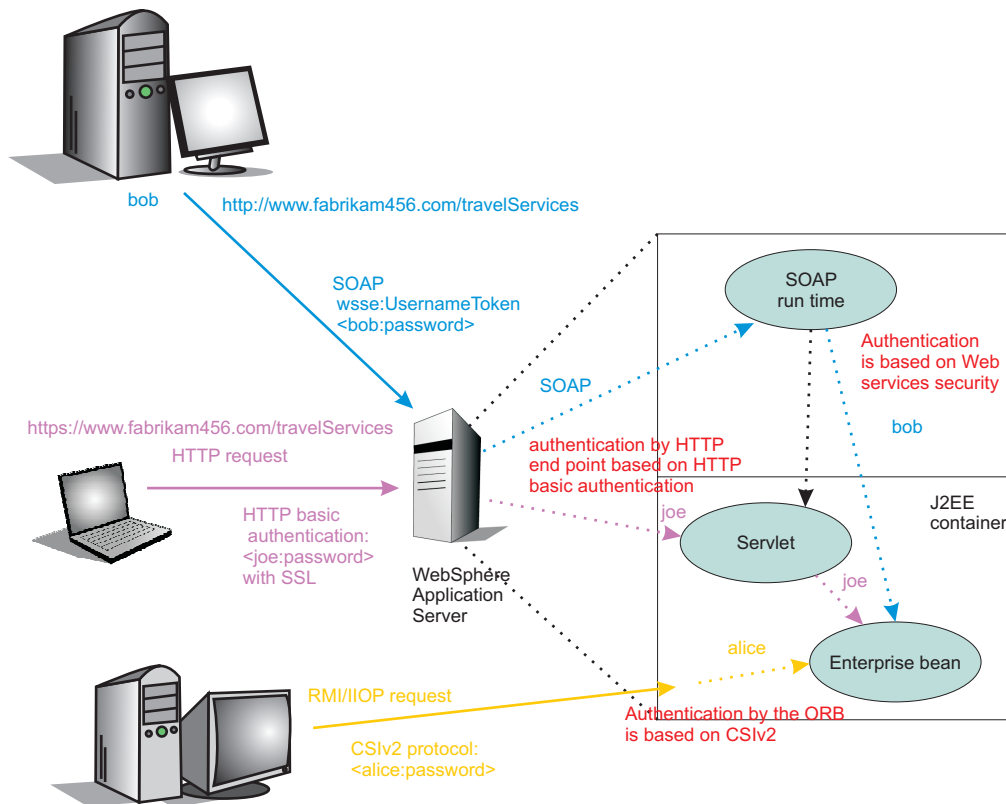 bob
http://www.fabrikam456.com/travelServices
SOAP
wsse:UsernameToken
<bob:password>
SOAP
run time
Authentication
is based on Web
services security
SOAP
bob
https://www.fabrikam456.com/travelServices
HTTP request
authentication by HTTP
end point based on HTTP
basic authentication
J2EE
container
HTTP basic
authentication:
<joe:password>
with SSL
joe
Servlet
WebSphere
Application
Server
joe
alice
Enterprise bean
RMI/IIOP request
Authentication by the ORB
is based on CSIv2
CSIv2 protocol:
<alice:password>